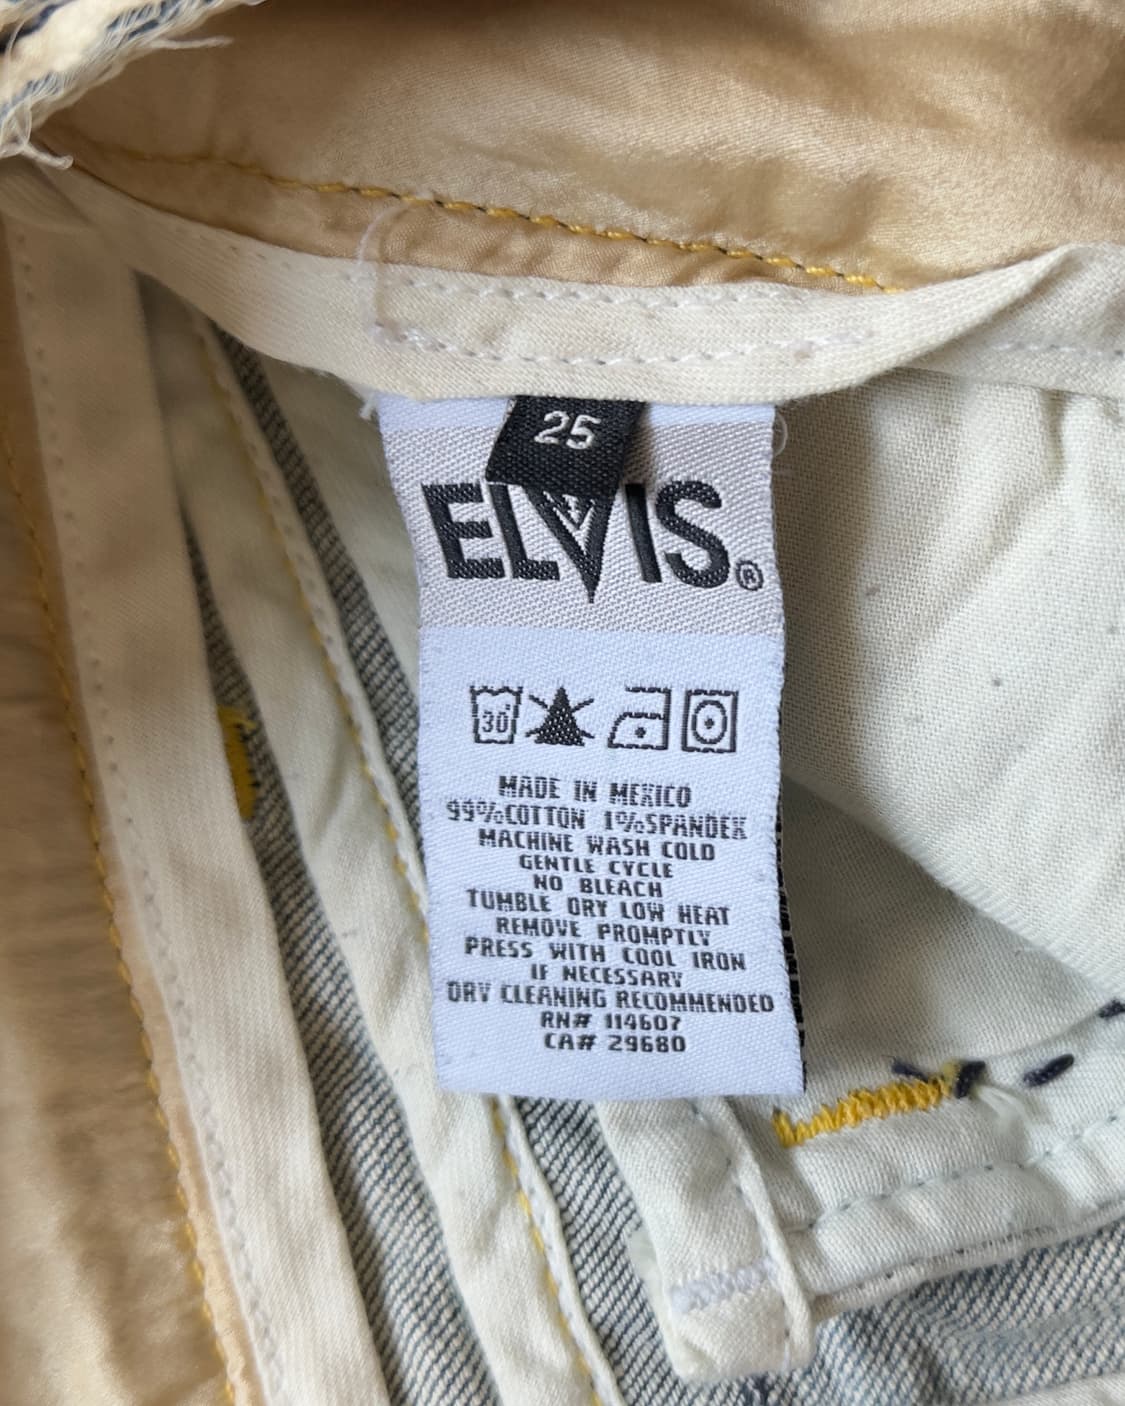 25
ELVIS®
30
MADE IN MEXICO
99%COTTON 1%SPANDEX
MACHINE WASH COLD
GENTLE CYCLE
NO BLEACH
TUMBLE DRY LOW HEAT
REMOVE PROMPTLY
PRESS WITH COOL IRON
IF NECESSARY
DRY CLEANING RECOMMENDED
RN# 114607
CA# 29680